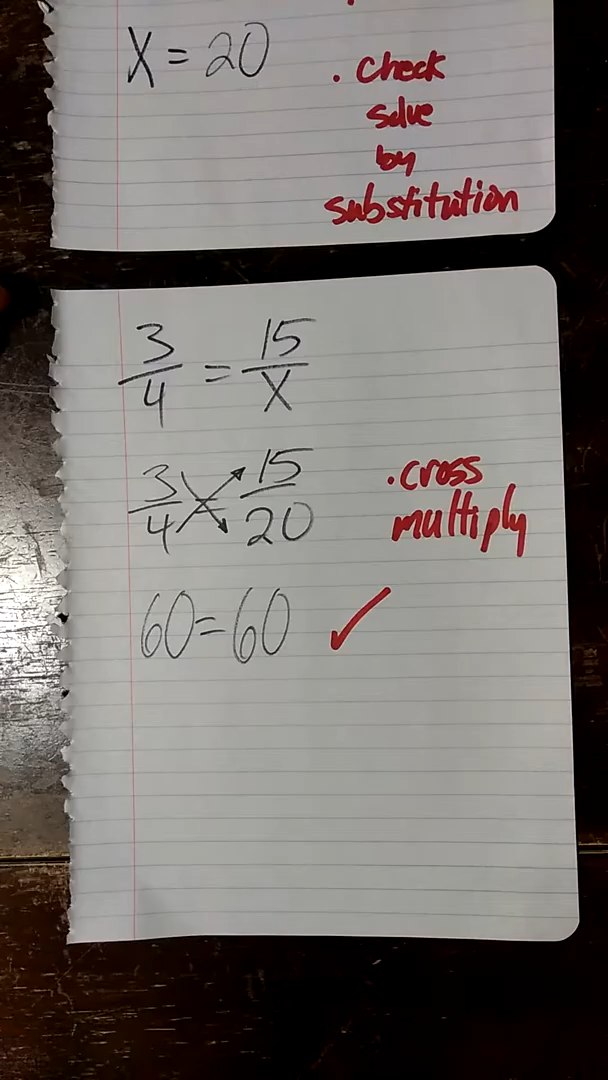 X = 20
. Check
solve
by
substitution
3/4 = 15/X
3/4 15/20
. cross
multiply
60 = 60 ✓